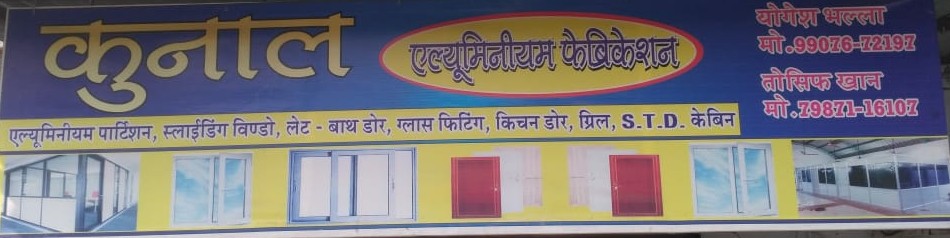 कुनाल
एल्यूमिनीयम फैब्रिकेशन
योगेश भल्ला
मो.99076-72197
तोसिफ खान
मो.79871-16107
एल्यूमिनीयम पार्टिशन, स्लाईडिंग विण्डो, लेट - बाथ डोर, ग्लास फिटिंग, किचन डोर, ग्रिल, S.T.D. केबिन